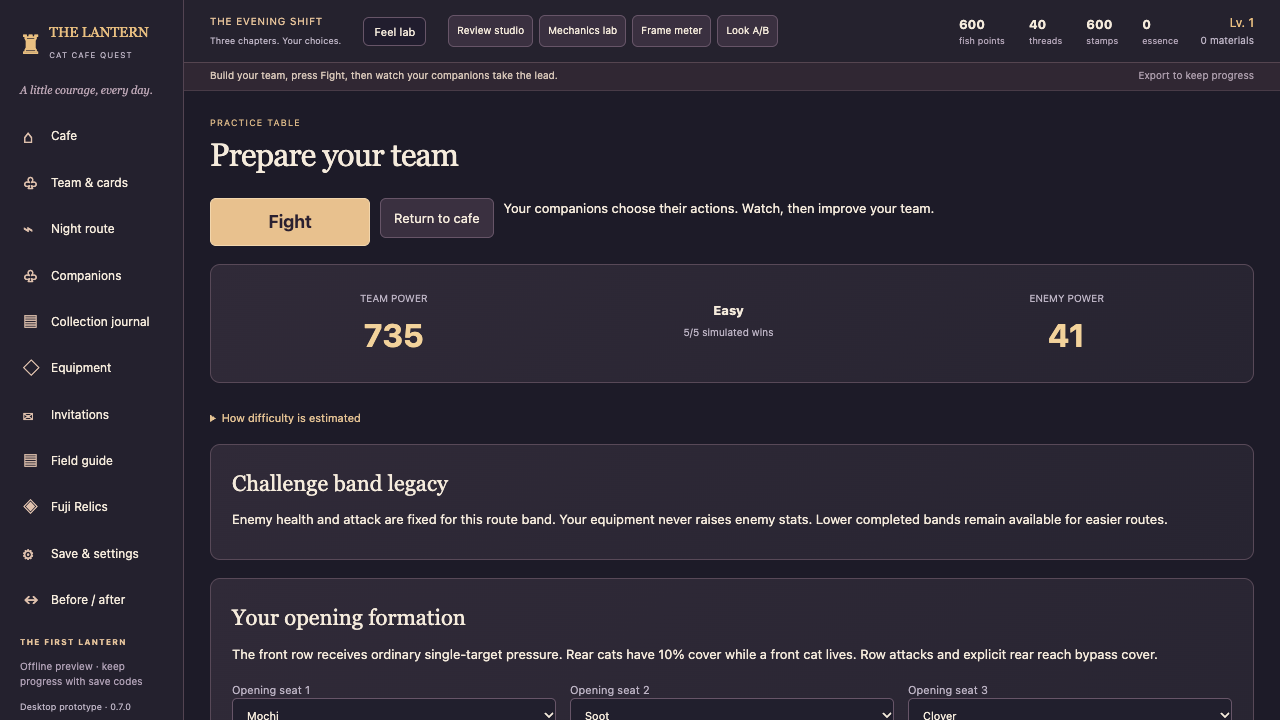 THE LANTERN
CAT CAFE QUEST
A little courage, every day.
Cafe
Team & cards
Night route
Companions
Collection journal
Equipment
Invitations
Field guide
Fuji Relics
Save & settings
Before / after
THE FIRST LANTERN
Offline preview · keep
progress with save codes
Desktop prototype · 0.7.0
THE EVENING SHIFT
Three chapters. Your choices.
Feel lab
Review studio
Mechanics lab
Frame meter
Look A/B
600
fish points
40
threads
600
stamps
0
essence
Lv. 1
0 materials
Build your team, press Fight, then watch your companions take the lead.
Export to keep progress
PRACTICE TABLE
Prepare your team
Fight
Return to cafe
Your companions choose their actions. Watch, then improve your team.
TEAM POWER
735
Easy
5/5 simulated wins
ENEMY POWER
41
How difficulty is estimated
Challenge band legacy
Enemy health and attack are fixed for this route band. Your equipment never raises enemy stats. Lower completed bands remain available for easier routes.
Your opening formation
The front row receives ordinary single-target pressure. Rear cats have 10% cover while a front cat lives. Row attacks and explicit rear reach bypass cover.
Opening seat 1
Mochi
Opening seat 2
Soot
Opening seat 3
Clover